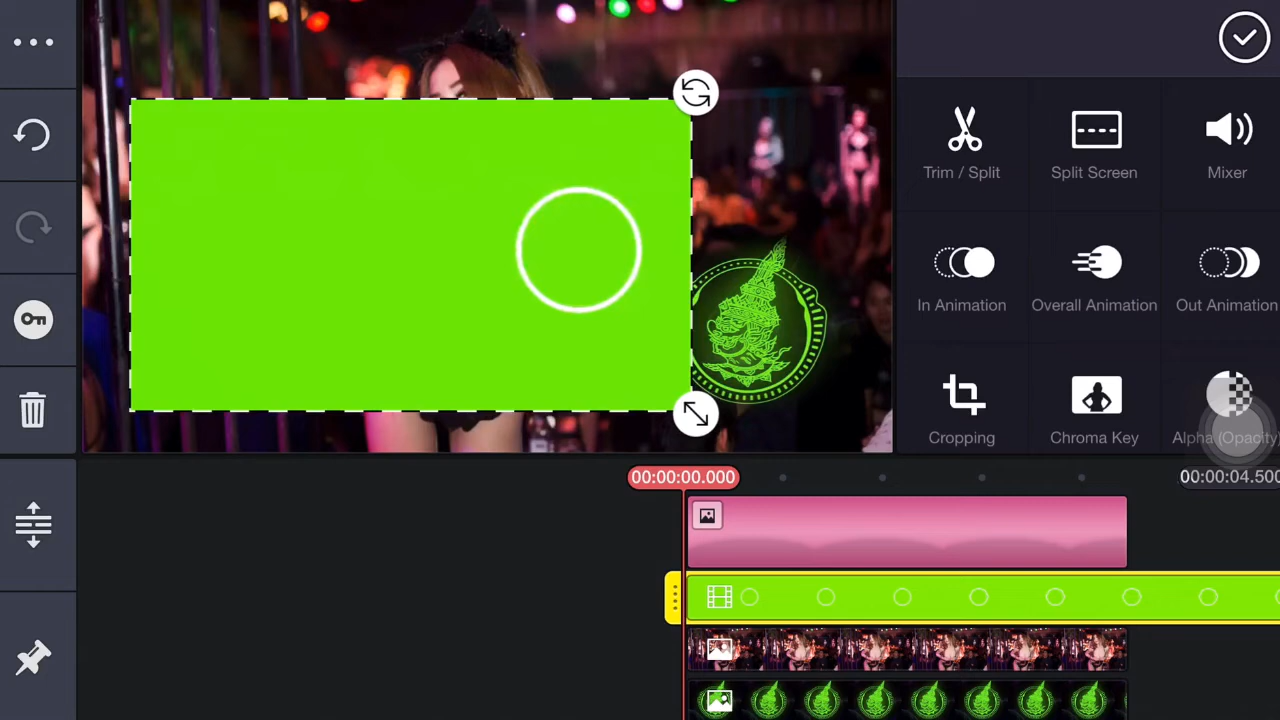 Trim / Split
Split Screen
Mixer
In Animation
Overall Animation
Out Animation
Cropping
Chroma Key
Alpha (Opacity)
00:00:00.000
00:00:04.500